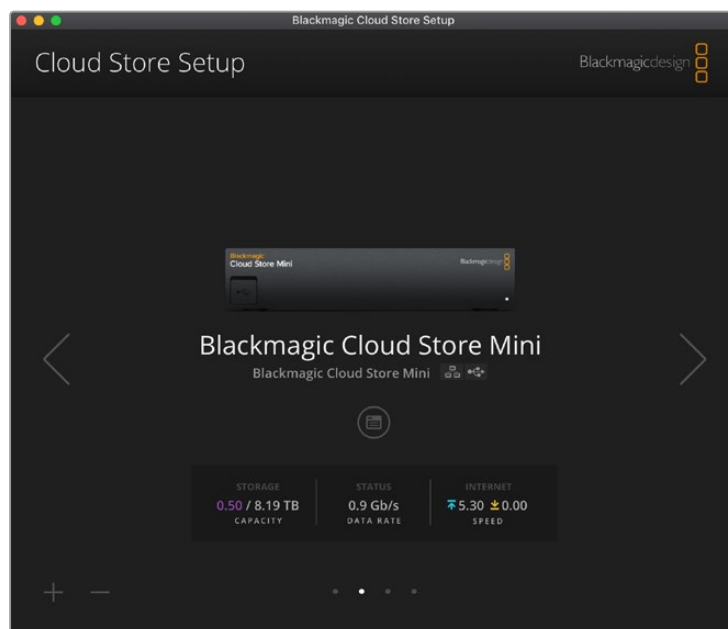 Blackmagic Cloud Store Setup
Cloud Store Setup
Blackmagicdesign
Blackmagic
Cloud Store Mini
Blackmagicdesign
Blackmagic Cloud Store Mini
Blackmagic Cloud Store Mini
STORAGE STATUS INTERNET
0.50 / 8.19 TB 0.9 Gb/s 5.30 0.00
CAPACITY DATA RATE SPEED